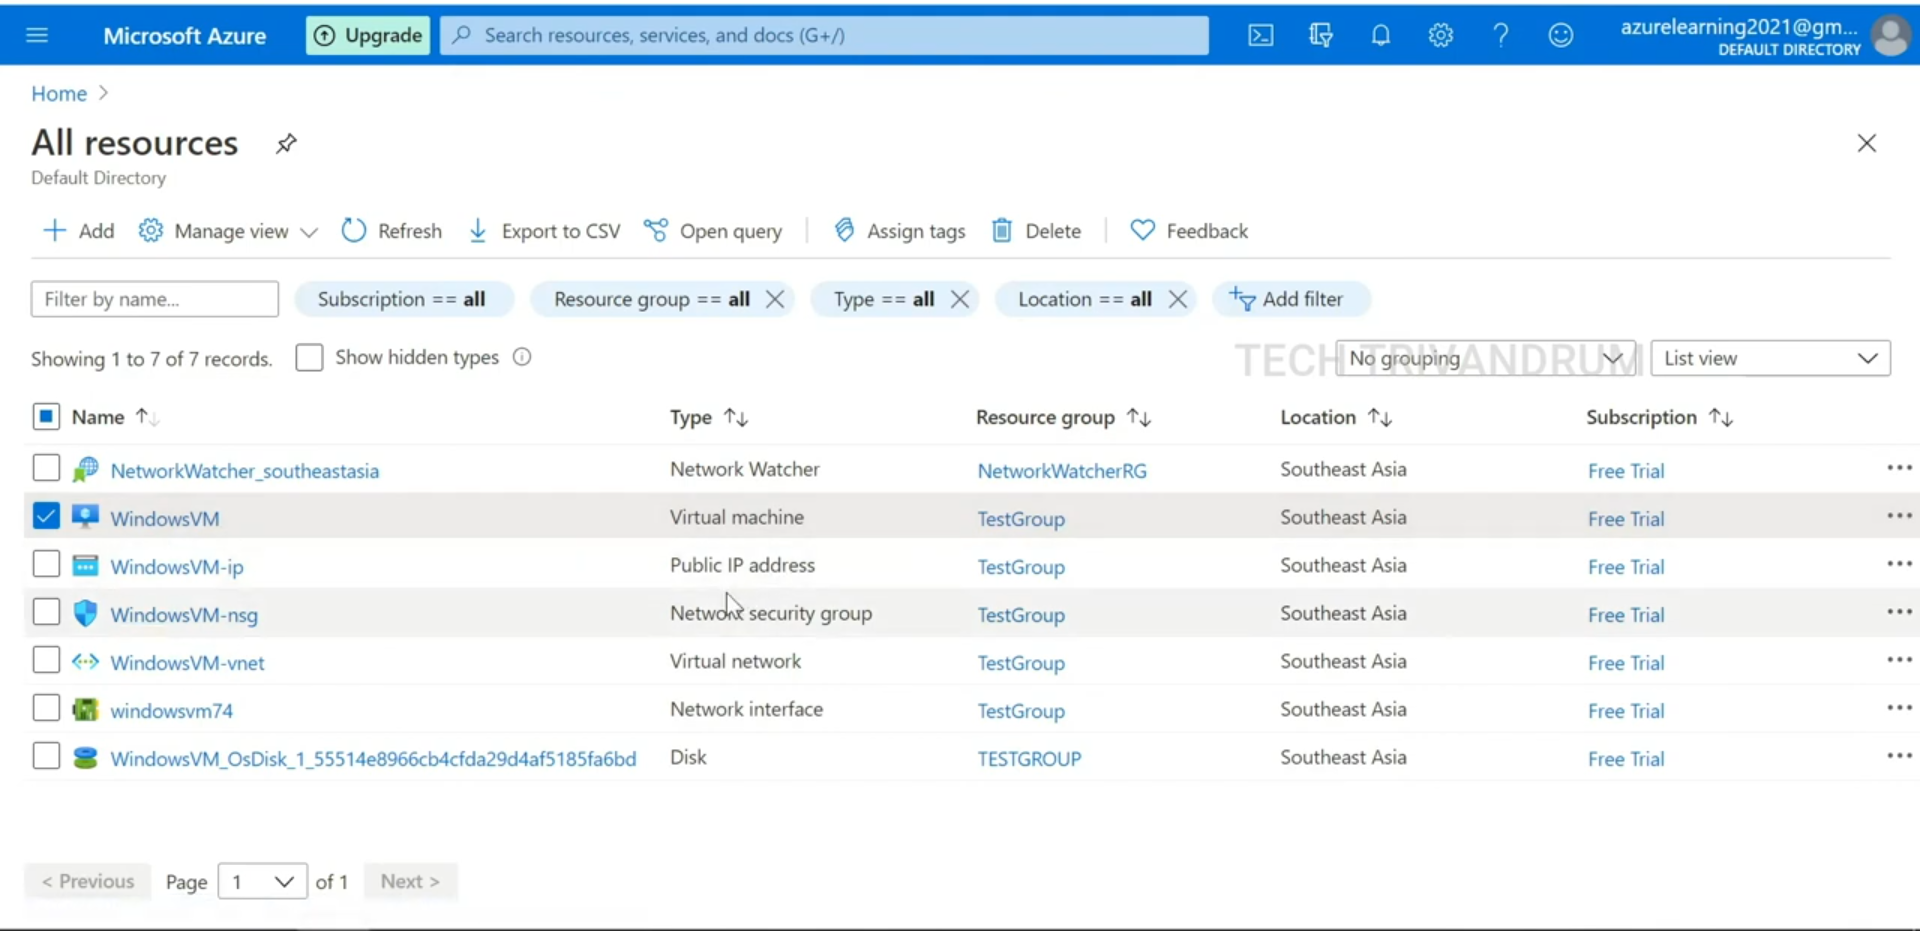 Microsoft Azure Upgrade Search resources, services, and docs (G+/) azurelearning2021@gm...
DEFAULT DIRECTORY
Home >
All resources
Default Directory
Add Manage view Refresh Export to CSV Open query Assign tags Delete Feedback
Filter by name... Subscription == all Resource group == all Type == all Location == all Add filter
Showing 1 to 7 of 7 records. Show hidden types TECH TRIVANDRUM No grouping List view
Name Type Resource group Location Subscription
NetworkWatcher_southeastasia Network Watcher NetworkWatcherRG Southeast Asia Free Trial ...
WindowsVM Virtual machine TestGroup Southeast Asia Free Trial ...
WindowsVM-ip Public IP address TestGroup Southeast Asia Free Trial ...
WindowsVM-nsg Network security group TestGroup Southeast Asia Free Trial ...
WindowsVM-vnet Virtual network TestGroup Southeast Asia Free Trial ...
windowsvm74 Network interface TestGroup Southeast Asia Free Trial ...
WindowsVM_OsDisk_1_55514e8966cb4cfda29d4af5185fa6bd Disk TESTGROUP Southeast Asia Free Trial ...
< Previous Page 1 of 1 Next >